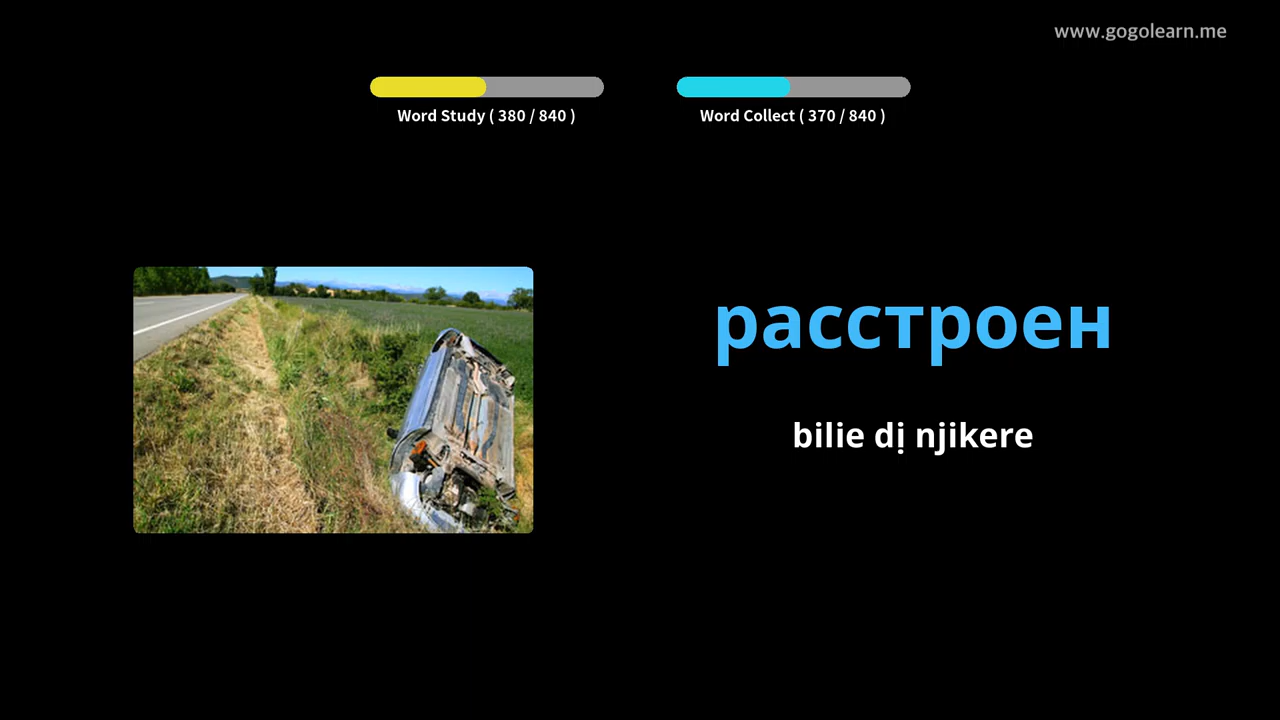 www.gogolearn.me
Word Study ( 380 / 840 )
Word Collect ( 370 / 840 )
расстроен
bilie dị njikere